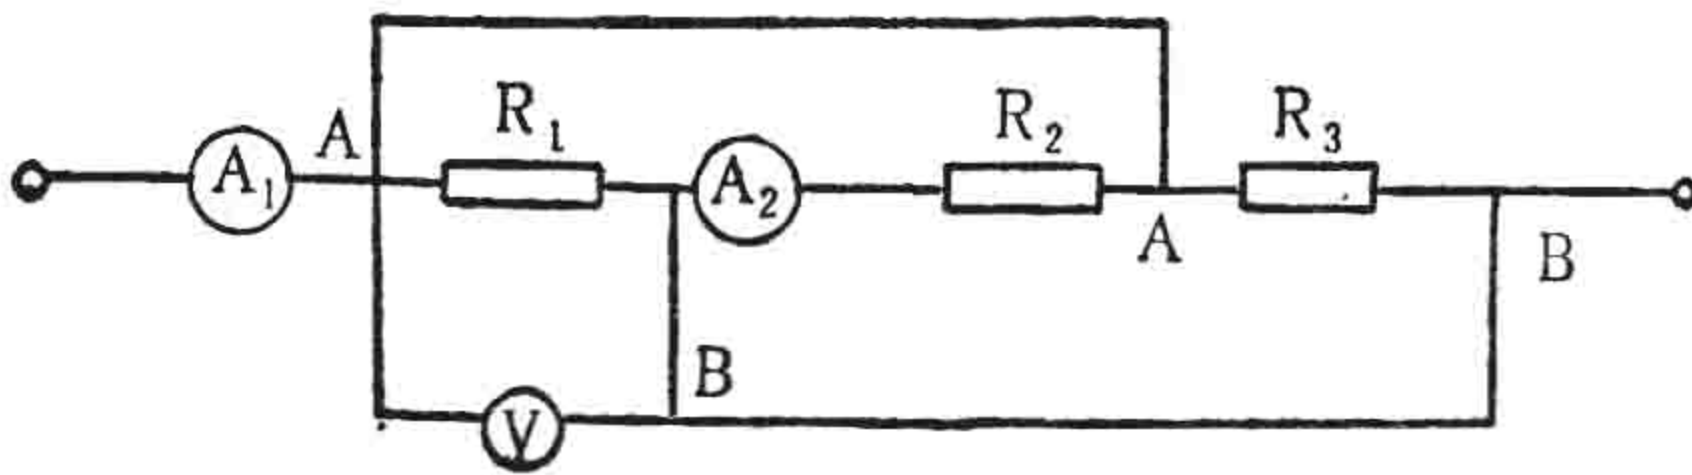 R₁ R₂ R₃
A₁ A A₂
A B
B
V